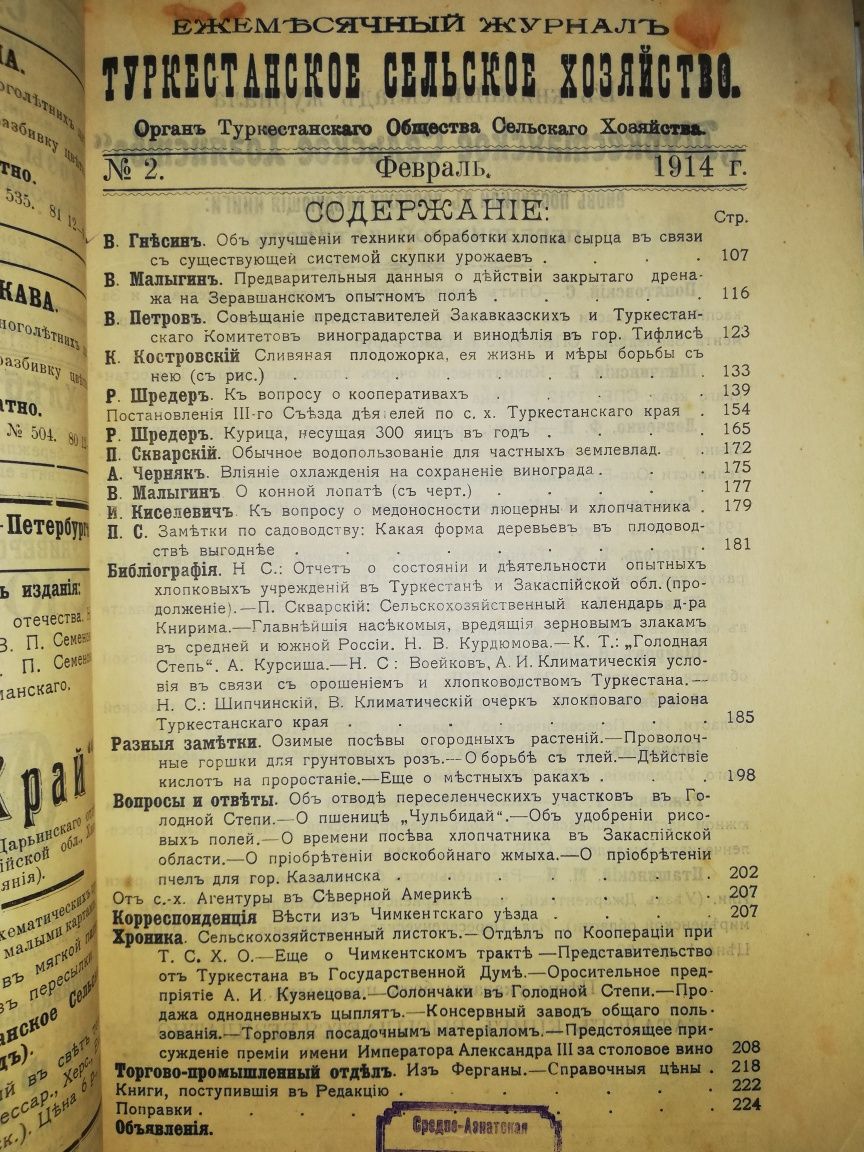 ЕЖЕМѢСЯЧНЫЙ ЖУРНАЛЪ
ТУРКЕСТАНСКОЕ СЕЛЬСКОЕ ХОЗЯЙСТВО.
Органъ Туркестанскаго Общества Сельскаго Хозяйства.
№ 2. Февраль. 1914 г.
СОДЕРЖАНІЕ:
Стр.
В. Гнѣсинъ. Объ улучшеніи техники обработки хлопка сырца въ связи
съ существующей системой скупки урожаевъ . . . . 107
В. Малыгинъ. Предварительныя данныя о дѣйствіи закрытаго дрена-
жа на Зеравшанскомъ опытномъ полѣ . . . . . 116
В. Петровъ. Совѣщаніе представителей Закавказскихъ и Туркестан-
скаго Комитетовъ виноградарства и винодѣлія въ гор. Тифлисѣ 123
К. Костровскій Сливяная плодожорка, ея жизнь и мѣры борьбы съ
нею (съ рис.) . . . . . . . . 133
Р. Шредеръ. Къ вопросу о кооперативахъ . . . . . 139
Постановленія III-го Съѣзда дѣятелей по с. х. Туркестанскаго края . 154
Р. Шредеръ. Курица, несущая 300 яицъ въ годъ . . . . 165
П. Скварскій. Обычное водопользованіе для частныхъ землевлад. . 172
А. Чернякъ. Вліяніе охлажденія на сохраненіе винограда . . . 175
В. Малыгинъ. О конной лопатѣ (съ черт.) . . . . . 177
И. Киселевичъ. Къ вопросу о медоносности люцерны и хлопчатника . 179
П. С. Замѣтки по садоводству: Какая форма деревьевъ въ плодовод-
ствѣ выгоднѣе . . . . . . . . 181
Библіографія. Н С.: Отчетъ о состояніи и дѣятельности опытныхъ
хлопковыхъ учрежденій въ Туркестанѣ и Закаспійской обл. (про-
долженіе).—П. Скварскій: Сельскохозяйственный календарь д-ра
Книрима.—Главнѣйшія насѣкомыя, вредящія зерновымъ злакамъ
въ средней и южной Россіи. Н. В. Курдюмова.—К. Т.: „Голодная
Степь“. А. Курсиша.—Н. С: Воейковъ, А. И. Климатическія усло-
вія въ связи съ орошеніемъ и хлопководствомъ Туркестана.—
Н. С.: Шипчинскій, В. Климатическій очеркъ хлокповаго раіона
Туркестанскаго края . . . . . . . 185
Разныя замѣтки. Озимые посѣвы огородныхъ растеній.—Проволоч-
ные горшки для грунтовыхъ розъ.—О борьбѣ съ тлей.—Дѣйствіе
кислотъ на проростаніе.—Еще о мѣстныхъ ракахъ . . . 198
Вопросы и отвѣты. Объ отводѣ переселенческихъ участковъ въ Го-
лодной Степи.—О пшеницѣ „Чульбидай“.—Объ удобреніи рисо-
выхъ полей.—О времени посѣва хлопчатника въ Закаспійской
области.—О пріобрѣтеніи воскобойнаго жмыха.—О пріобрѣтеніи
пчелъ для гор. Казалинска . . . . . . . 202
Отъ с.-х. Агентуры въ Сѣверной Америкѣ . . . . . 207
Корреспонденція Вѣсти изъ Чимкентскаго уѣзда . . . . 207
Хроника. Сельскохозяйственный листокъ.—Отдѣлъ по Коопераціи при
Т. С. Х. О.—Еще о Чимкентскомъ трактѣ —Представительство
отъ Туркестана въ Государственной Думѣ.—Оросительное пред-
пріятіе А. И. Кузнецова.—Солончаки въ Голодной Степи.—Про-
дажа однодневныхъ цыплятъ.—Консервный заводъ общаго поль-
зованія.—Торговля посадочнымъ матеріаломъ.—Предстоящее при-
сужденіе преміи имени Императора Александра III за столовое вино 208
Торгово-промышленный отдѣлъ. Изъ Ферганы.—Справочныя цѣны . 218
Книги, поступившія въ Редакцію . . . . . . 222
Поправки . . . . . . . . . . 224
Объявленія.
Средне-Азиатская
КАВА.
разбивку
№ 504.
-Петербург
изданія:
отечества.
В. П. Семен
П. Семен
Край“